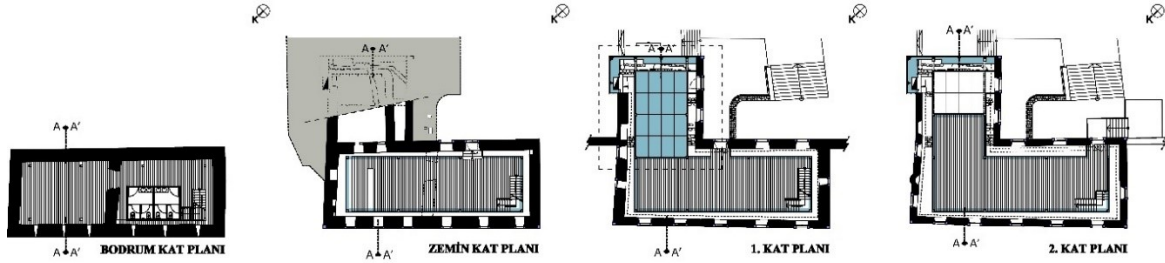 K
A A'
A A'
BODRUM KAT PLANI
K
A A'
A A'
ZEMİN KAT PLANI
K
A A'
A A'
1. KAT PLANI
K
A A'
A A'
2. KAT PLANI